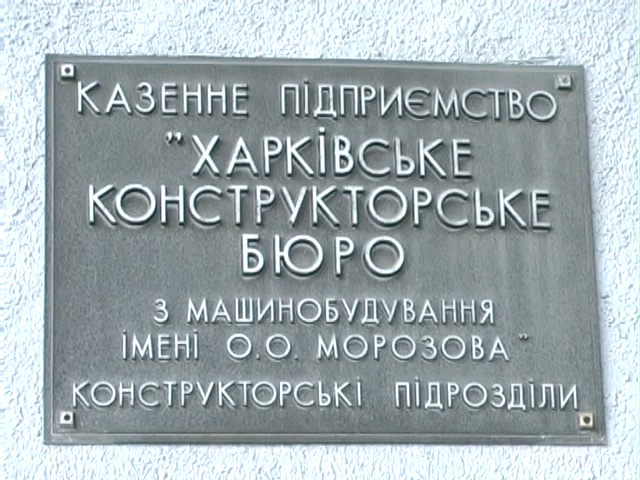 КАЗЕННЕ ПІДПРИЄМСТВО
"ХАРКІВСЬКЕ
КОНСТРУКТОРСЬКЕ
БЮРО
З МАШИНОБУДУВАННЯ
ІМЕНІ О.О. МОРОЗОВА"
КОНСТРУКТОРСЬКІ ПІДРОЗДІЛИ